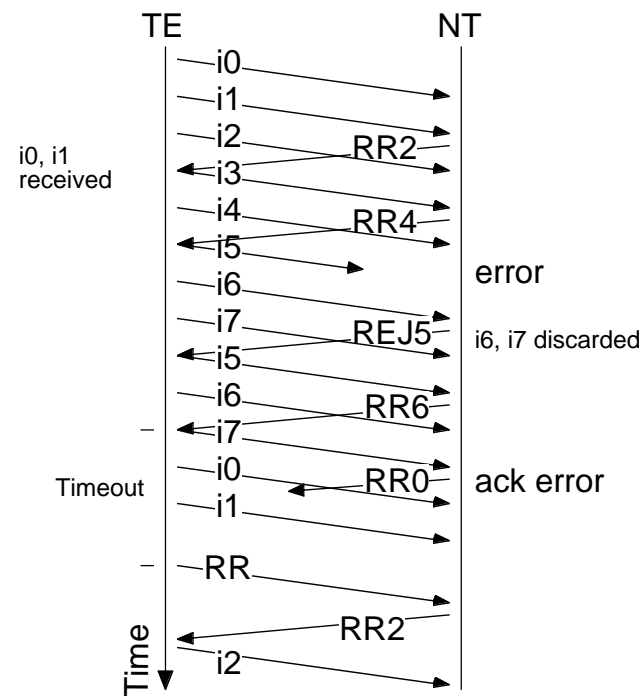 TE NT
i0
i1
i2
RR2
i0, i1
received
i3
i4
RR4
i5
error
i6
i7
REJ5
i6, i7 discarded
i5
i6
RR6
i7
i0
RR0
ack error
Timeout
i1
RR
RR2
i2
Time